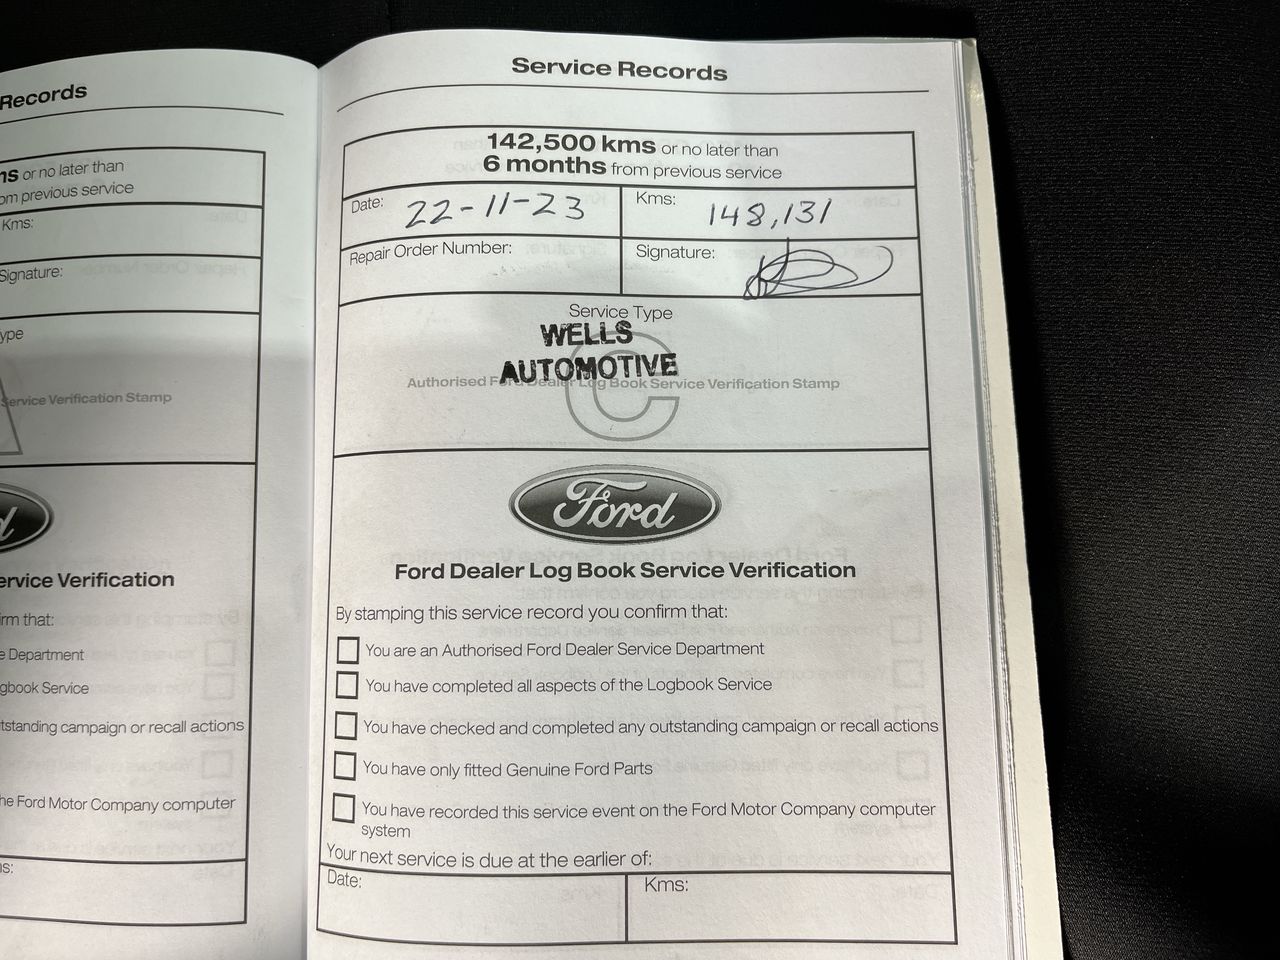 Records
ns or no later than
om previous service
Kms:
Signature:
ype
Service Verification Stamp
d
ervice Verification
irm that:
e Department
gbook Service
tstanding campaign or recall actions
he Ford Motor Company computer
ns:
Service Records
142,500 kms or no later than
6 months from previous service
Date: 22-11-23 Kms: 148,131
Repair Order Number: Signature:
Service Type
WELLS
AUTOMOTIVE
C
Authorised Ford Dealer Log Book Service Verification Stamp
Ford
Ford Dealer Log Book Service Verification
By stamping this service record you confirm that:
You are an Authorised Ford Dealer Service Department
You have completed all aspects of the Logbook Service
You have checked and completed any outstanding campaign or recall actions
You have only fitted Genuine Ford Parts
You have recorded this service event on the Ford Motor Company computer
system
Your next service is due at the earlier of:
Date: Kms: